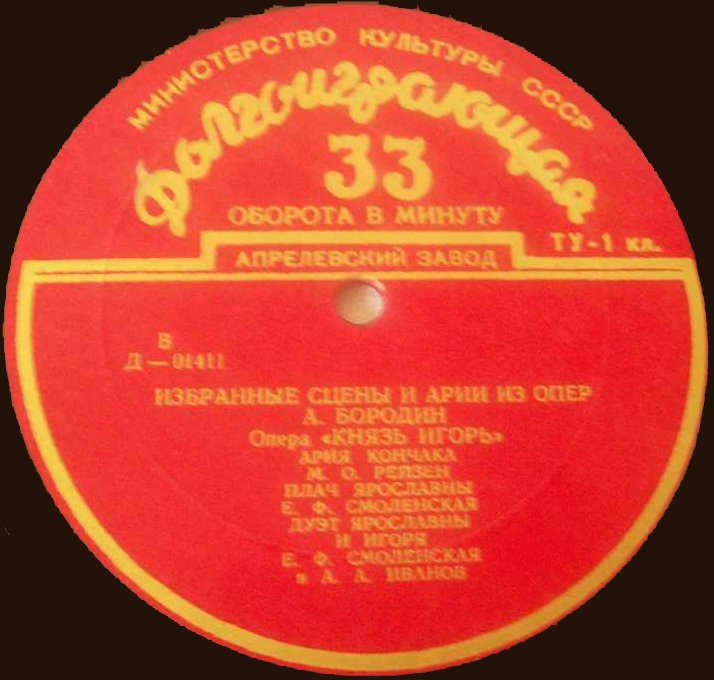 МИНИСТЕРСТВО КУЛЬТУРЫ СССР
Долгоиграющая
33
ОБОРОТА В МИНУТУ
ТУ-1 кл.
АПРЕЛЕВСКИЙ ЗАВОД
В
Д — 01411
ИЗБРАННЫЕ СЦЕНЫ И АРИИ ИЗ ОПЕР
А. БОРОДИН
Опера «КНЯЗЬ ИГОРЬ»
АРИЯ КОНЧАКА
М. О. РЕЙЗЕН
ПЛАЧ ЯРОСЛАВНЫ
Е. Ф. СМОЛЕНСКАЯ
ДУЭТ ЯРОСЛАВНЫ
И ИГОРЯ
Е. Ф. СМОЛЕНСКАЯ
и А. А. ИВАНОВ